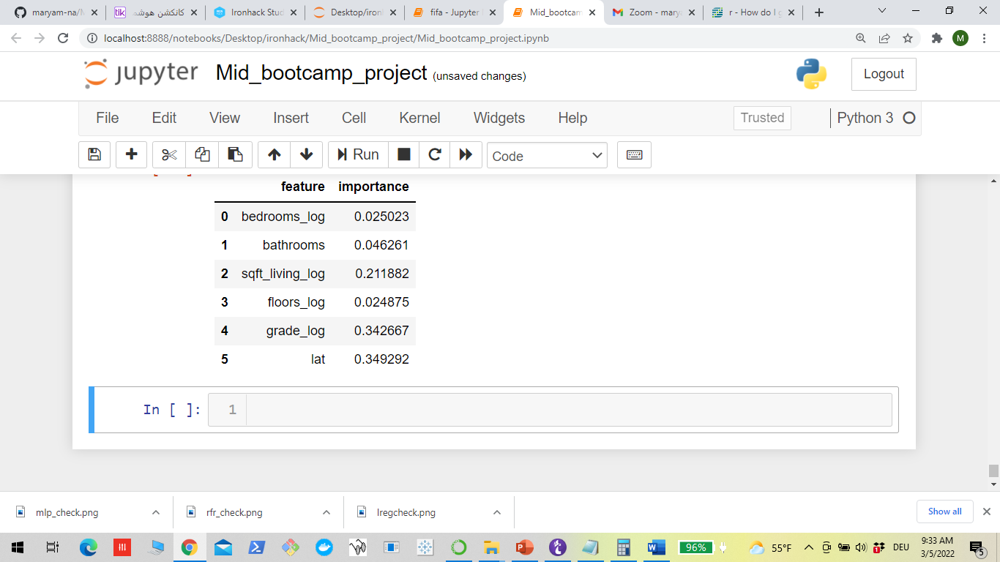 maryam-na/M
tik کانکشن هوشم
Ironhack Stud
Desktop/iron
fifa - Jupyter
Mid_bootcam
Zoom - mary
r - How do I g
localhost:8888/notebooks/Desktop/ironhack/Mid_bootcamp_project/Mid_bootcamp_project.ipynb
M
jupyter Mid_bootcamp_project (unsaved changes)
Logout
File Edit View Insert Cell Kernel Widgets Help
Trusted
Python 3
Run
Code
feature importance
0 bedrooms_log 0.025023
1 bathrooms 0.046261
2 sqft_living_log 0.211882
3 floors_log 0.024875
4 grade_log 0.342667
5 lat 0.349292
In [ ]: 1
mlp_check.png
rfr_check.png
lregcheck.png
Show all
96%
55°F
DEU
9:33 AM
3/5/2022
5